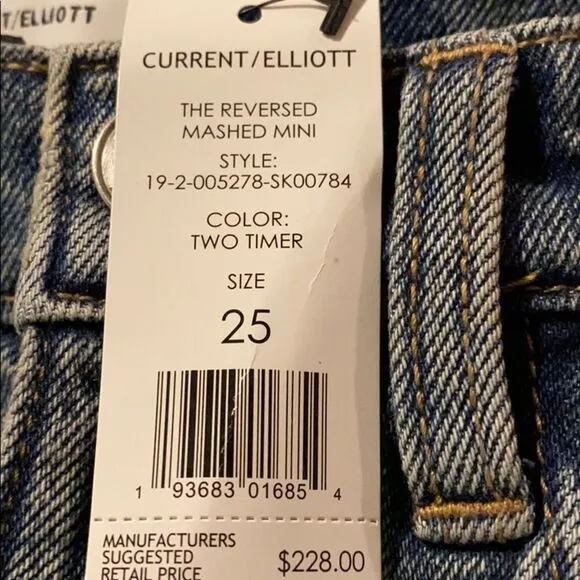 T/ELLIOTT
CURRENT/ELLIOTT
THE REVERSED
MASHED MINI
STYLE:
19-2-005278-SK00784
COLOR:
TWO TIMER
SIZE
25
1 93683 01685 4
MANUFACTURERS
SUGGESTED
RETAIL PRICE
$228.00